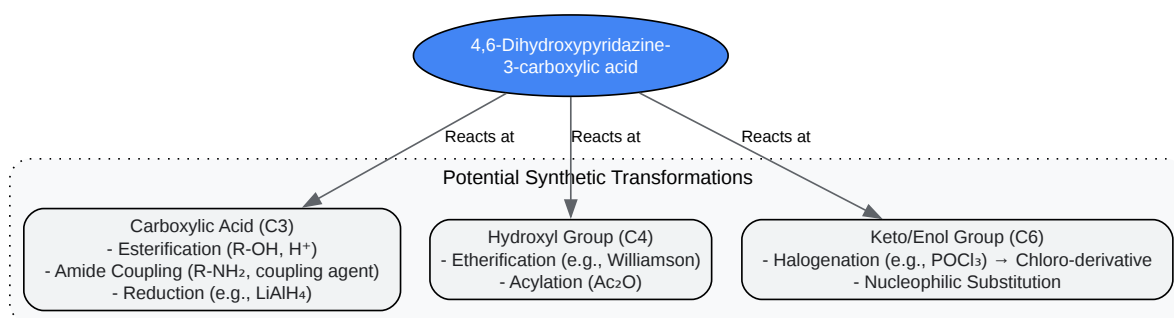 4,6-Dihydroxypyridazine-
3-carboxylic acid
Reacts at
Reacts at
Reacts at
Potential Synthetic Transformations
Carboxylic Acid (C3)
- Esterification (R-OH, H⁺)
- Amide Coupling (R-NH₂, coupling agent)
- Reduction (e.g., LiAlH₄)
Hydroxyl Group (C4)
- Etherification (e.g., Williamson)
- Acylation (Ac₂O)
Keto/Enol Group (C6)
- Halogenation (e.g., POCl₃) → Chloro-derivative
- Nucleophilic Substitution